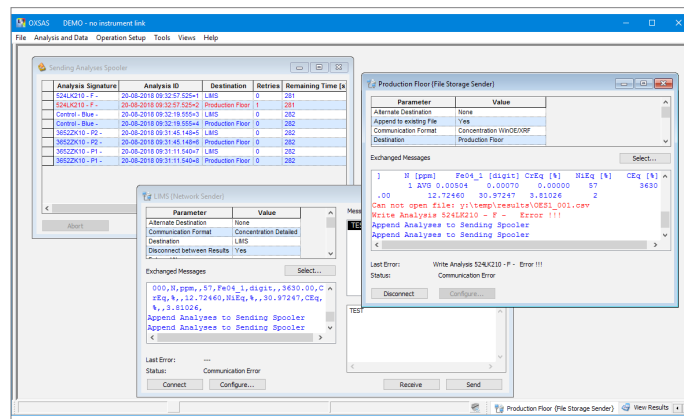 OXSAS DEMO - no instrument link
File Analysis and Data Operation Setup Tools Views Help
Sending Analyses Spooler
Analysis Signature Analysis ID Destination Retries Remaining Time [s
524LK210 - F - 20-08-2018 09:32:57.525=1 LIMS 0 281
524LK210 - F - 20-08-2018 09:32:57.525=2 Production Floor 1 281
Control - Blue - 20-08-2018 09:32:19.555=3 LIMS 0 282
Control - Blue - 20-08-2018 09:32:19.555=4 Production Floor 0 282
3652ZK10 - P2 - 20-08-2018 09:31:45.148=5 LIMS 0 282
3652ZK10 - P2 - 20-08-2018 09:31:45.148=6 Production Floor 0 282
3652ZK10 - P1 - 20-08-2018 09:31:11.540=7 LIMS 0 282
3652ZK10 - P1 - 20-08-2018 09:31:11.540=8 Production Floor 0 282
Abort
LIMS (Network Sender)
Parameter Value
Alternate Destination None
Communication Format Concentration Detailed
Destination LIMS
Disconnect between Results Yes
Exchanged Messages Select...
000,N,ppm,,57,Fe04_1,digit,,3630.00,C
rEq,%,,12.72460,NiEq,%,,30.97247,CEq,
%,,3.81026,
Append Analyses to Sending Spooler
Append Analyses to Sending Spooler
Last Error: ---
Status: Communication Error
Connect Configure...
Mess
TES
TEST
Receive Send
Production Floor (File Storage Sender)
Parameter Value
Alternate Destination None
Append to existing File Yes
Communication Format Concentration WinOE/XRF
Destination Production Floor
Exchanged Messages Select...
] N [ppm] Fe04_1 [digit] CrEq [%] NiEq [%] CEq [%]
1 AVG 0.00504 0.00070 0.00000 57 3630
.00 12.72460 30.97247 2
Can not open file: y:\temp\results\OES1_001.csv
Write Analysis 524LK210 - F - Error !!!
Append Analyses to Sending Spooler
Append Analyses to Sending Spooler
Last Error: Write Analysis 524LK210 - F - Error !!!
Status: Communication Error
Disconnect Configure...
Production Floor {File Storage Sender} View Results